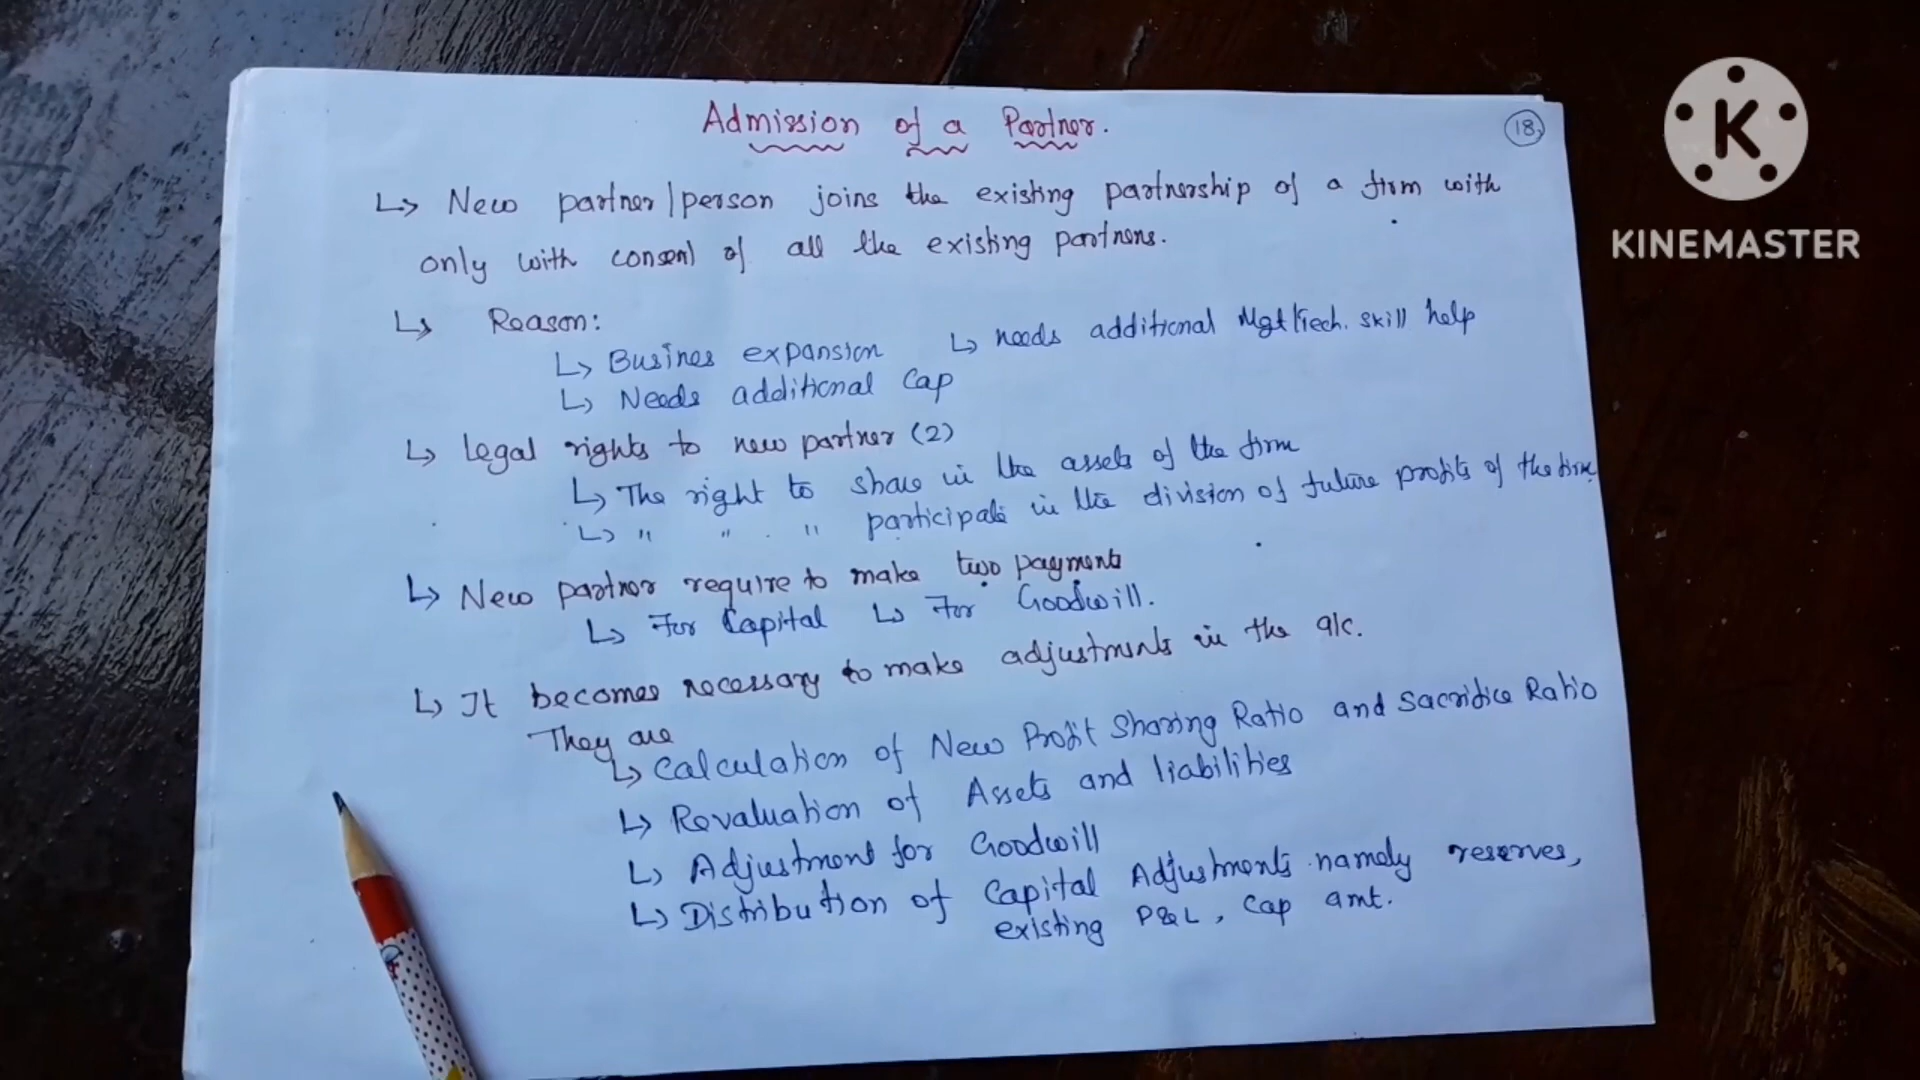 Admission of a Partner.
18
K
KINEMASTER
↳ New partner/person joins the existing partnership of a firm with
only with consent of all the existing partners.
↳ Reason:
↳ Busines expansion ↳ needs additional Mgt/Tech. skill help
↳ Needs additional Cap
↳ Legal rights to new partner (2)
↳ The right to share in the assets of the firm
↳ " " " participate in the division of future profits of the firm
↳ New partner require to make two payments
↳ For Capital ↳ For Goodwill.
↳ It becomes necessary to make adjustments in the a/c.
They are
↳ Calculation of New Profit Sharing Ratio and Sacrifice Ratio
↳ Revaluation of Assets and liabilities
↳ Adjustment for Goodwill
↳ Distribution of Capital Adjustments namely reserves,
existing P&L, Cap amt.